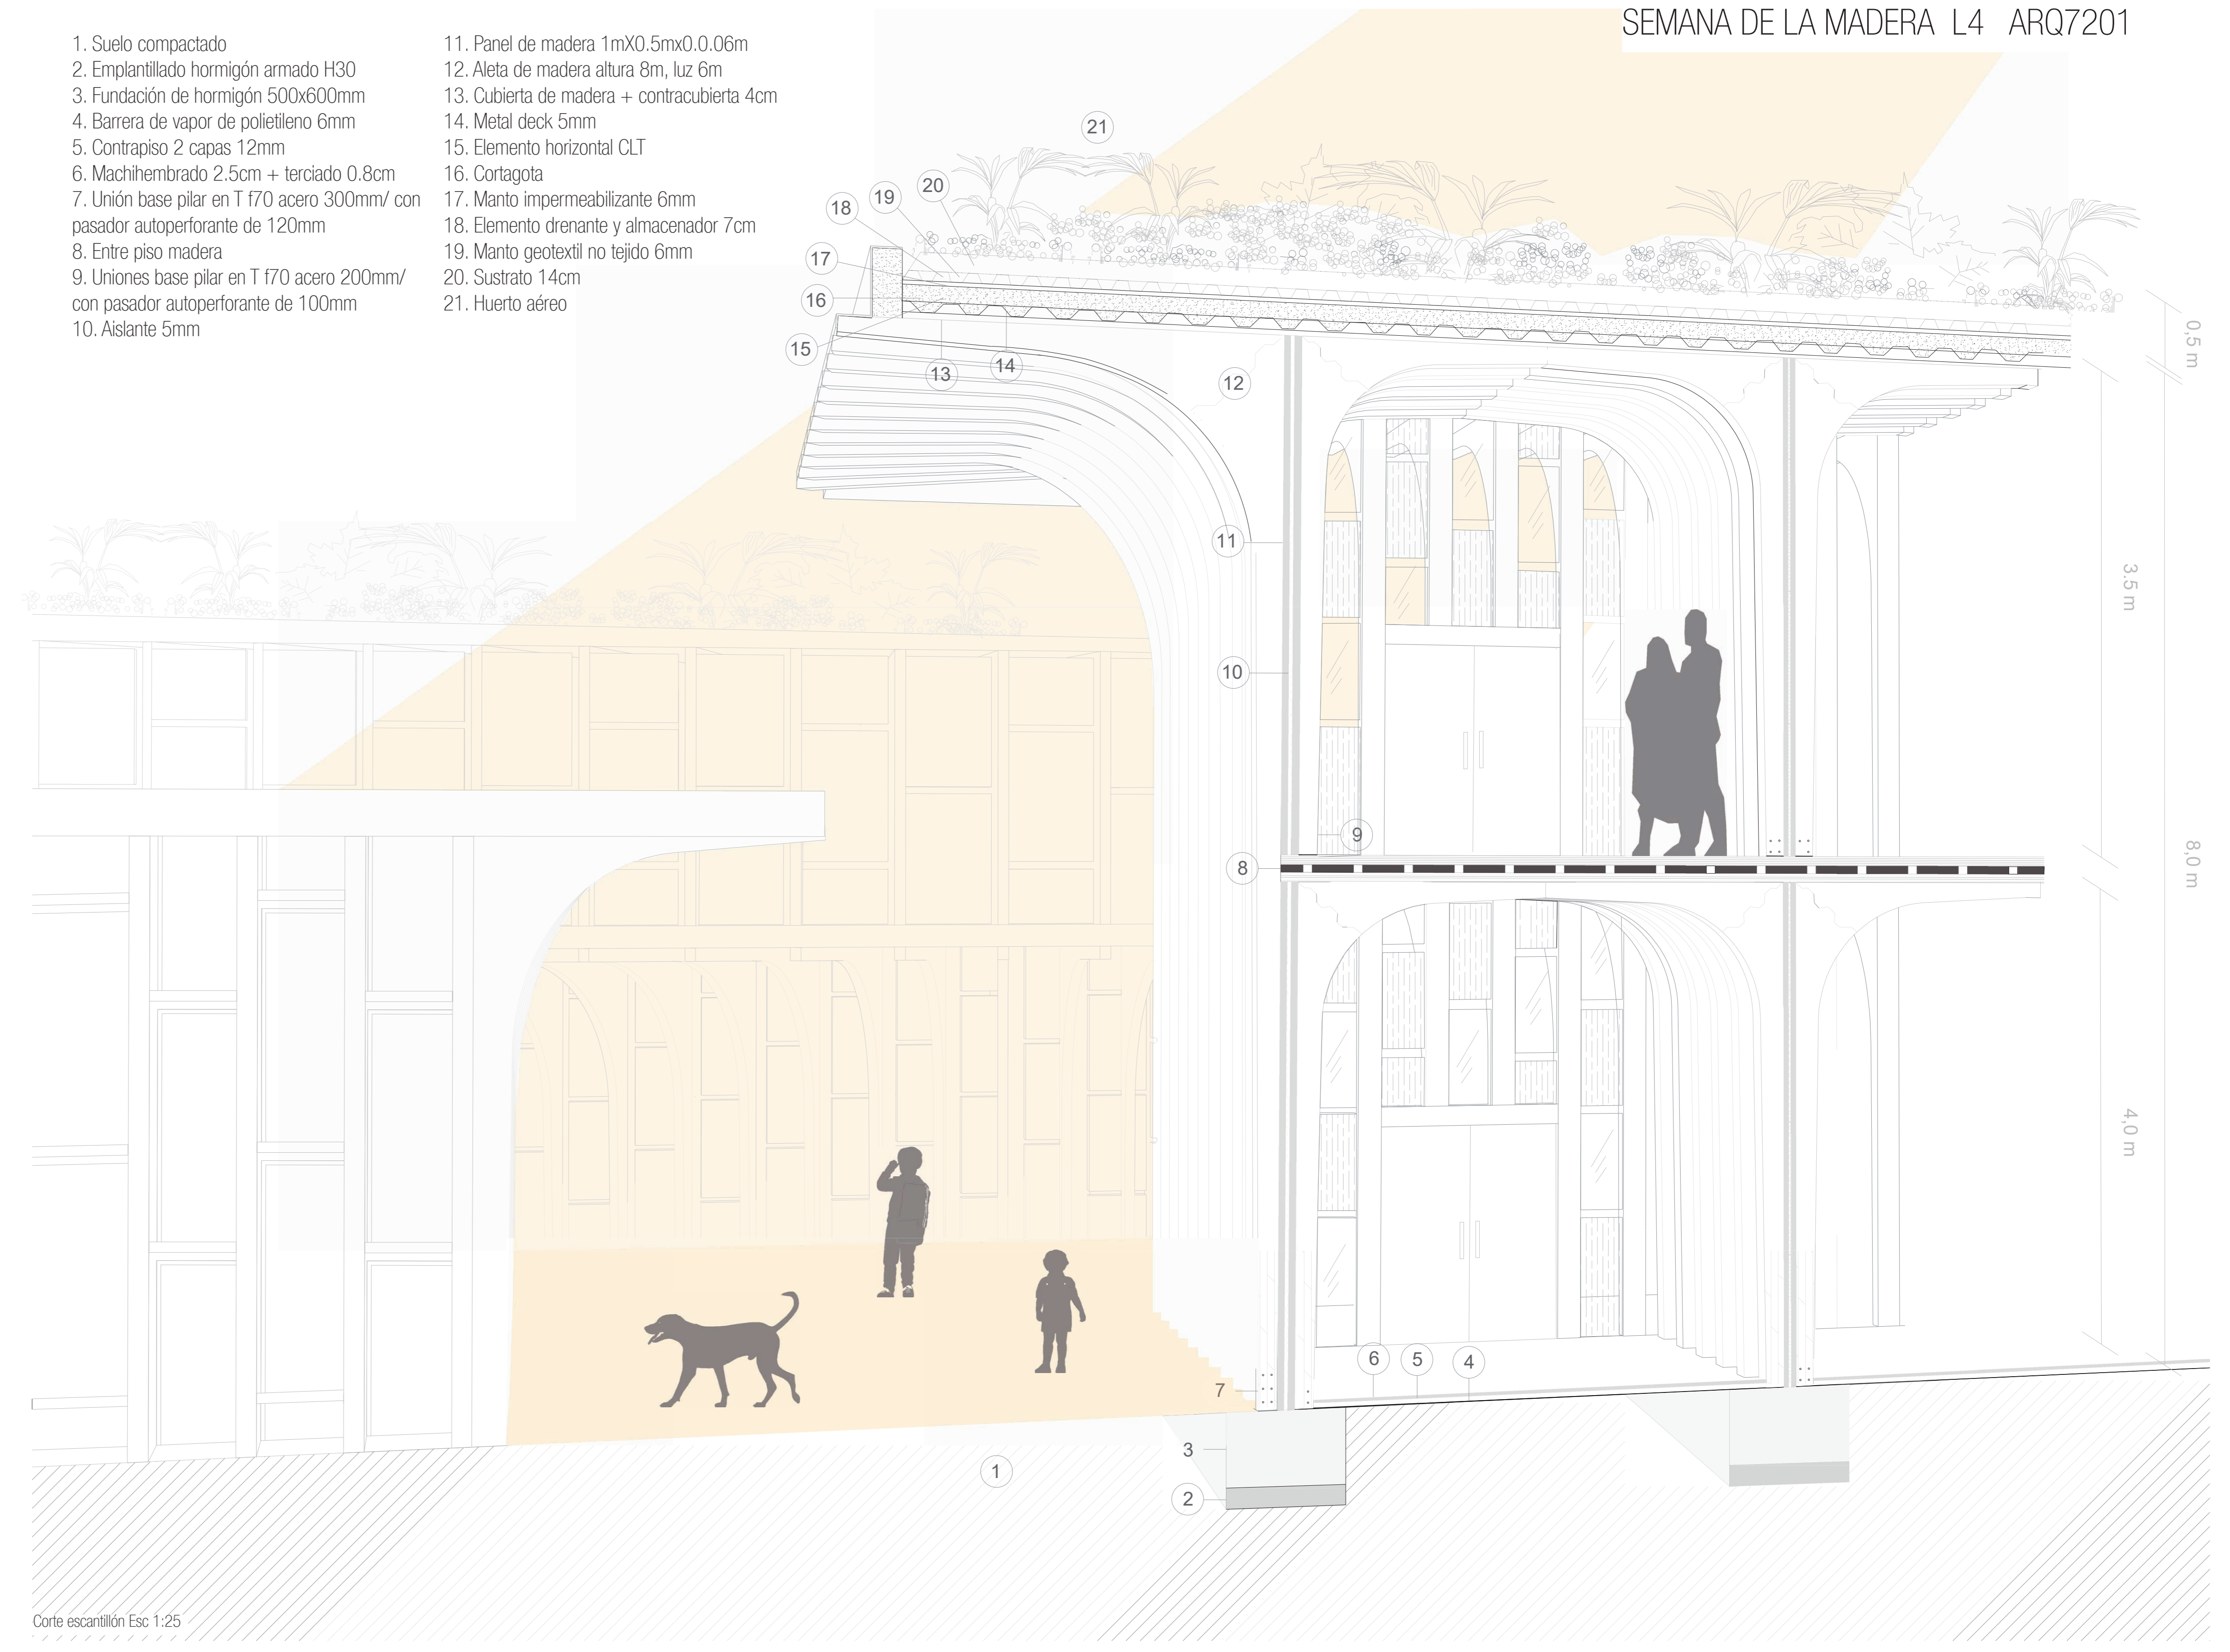 SEMANA DE LA MADERA L4 ARQ7201
1. Suelo compactado
2. Emplantillado hormigón armado H30
3. Fundación de hormigón 500x600mm
4. Barrera de vapor de polietileno 6mm
5. Contrapiso 2 capas 12mm
6. Machihembrado 2.5cm + terciado 0.8cm
7. Unión base pilar en T f70 acero 300mm/ con
pasador autoperforante de 120mm
8. Entre piso madera
9. Uniones base pilar en T f70 acero 200mm/
con pasador autoperforante de 100mm
10. Aislante 5mm
11. Panel de madera 1mX0.5mx0.0.06m
12. Aleta de madera altura 8m, luz 6m
13. Cubierta de madera + contracubierta 4cm
14. Metal deck 5mm
15. Elemento horizontal CLT
16. Cortagota
17. Manto impermeabilizante 6mm
18. Elemento drenante y almacenador 7cm
19. Manto geotextil no tejido 6mm
20. Sustrato 14cm
21. Huerto aéreo
21
20
19
18
17
16
15
13
14
12
11
10
9
8
7
6
5
4
3
2
1
0,5 m
3.5 m
8,0 m
4,0 m
Corte escantillón Esc 1:25